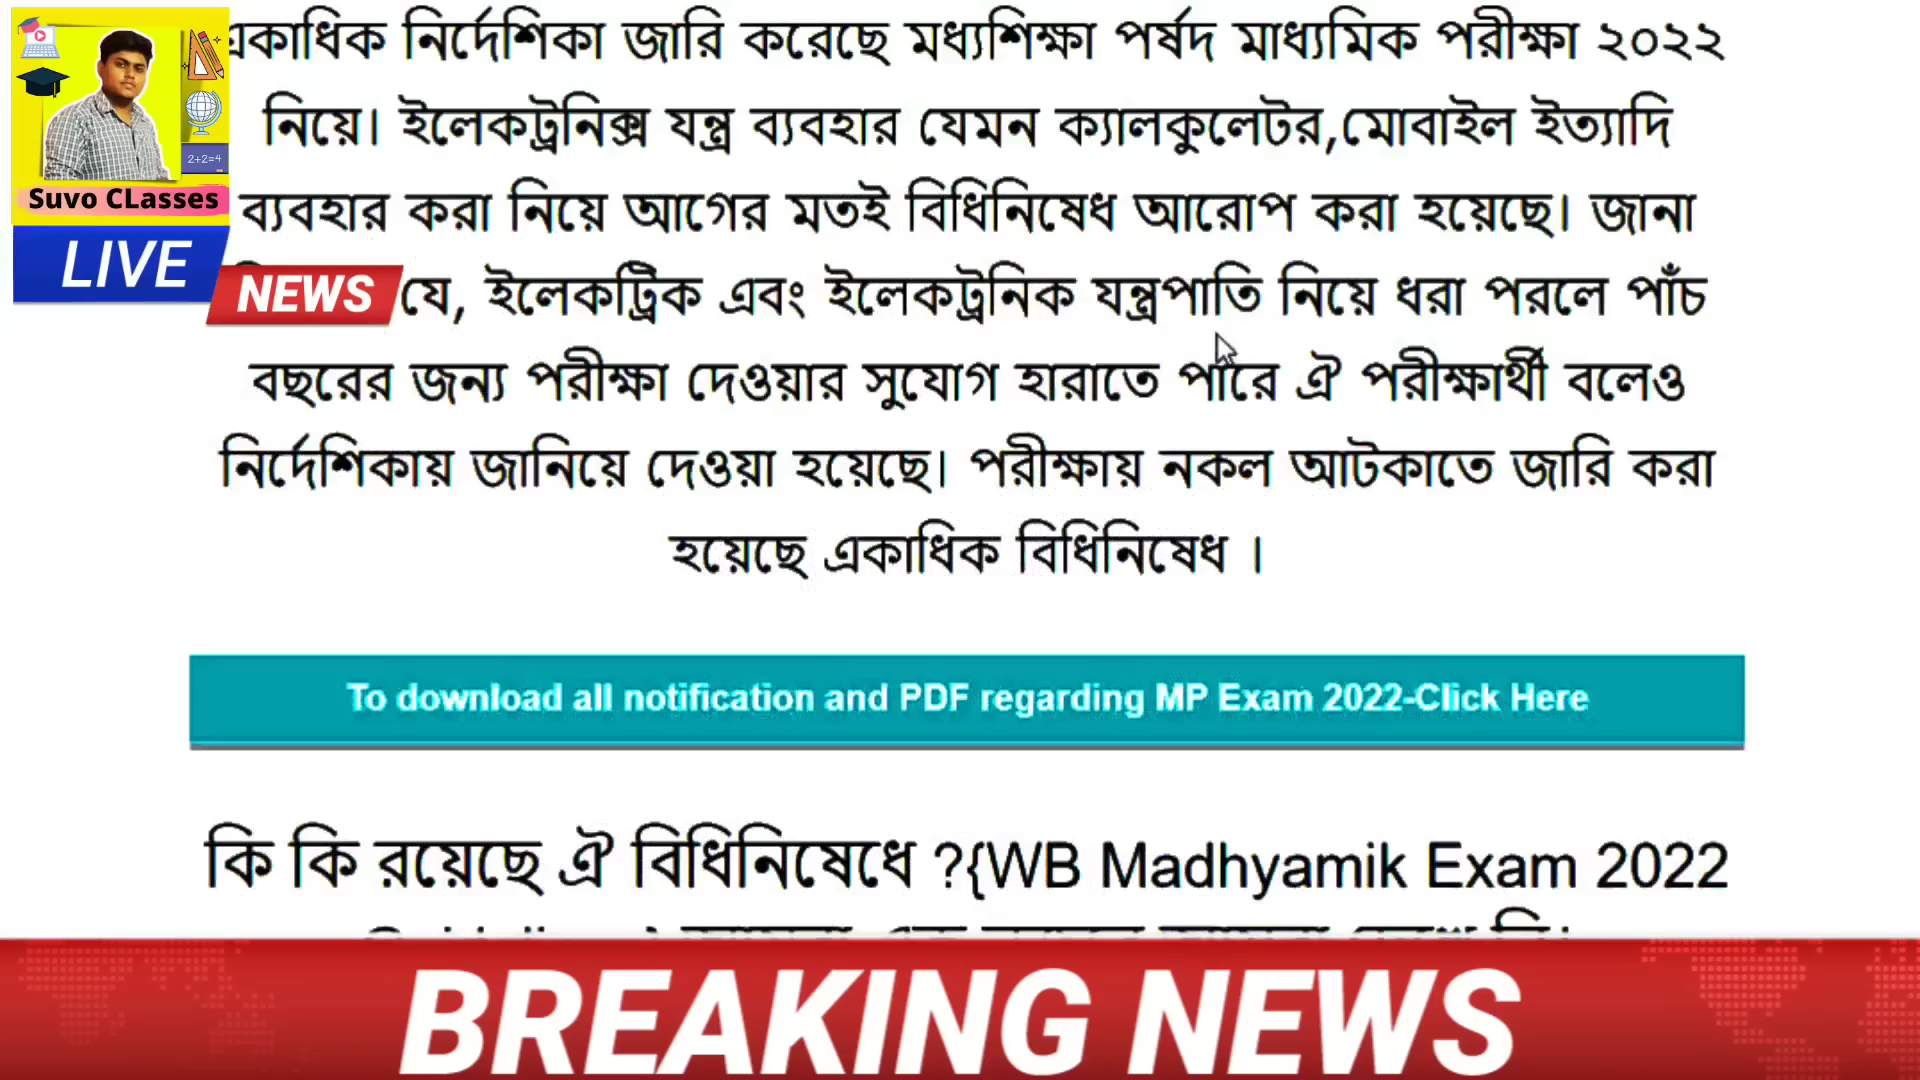 একাধিক নির্দেশিকা জারি করেছে মধ্যশিক্ষা পর্ষদ মাধ্যমিক পরীক্ষা ২০২২
নিয়ে। ইলেকট্রনিক্স যন্ত্র ব্যবহার যেমন ক্যালকুলেটর,মোবাইল ইত্যাদি
2+2=4
Suvo CLasses
ব্যবহার করা নিয়ে আগের মতই বিধিনিষেধ আরোপ করা হয়েছে। জানা
LIVE
NEWS
যে, ইলেকট্রিক এবং ইলেকট্রনিক যন্ত্রপাতি নিয়ে ধরা পরলে পাঁচ
বছরের জন্য পরীক্ষা দেওয়ার সুযোগ হারাতে পারে ঐ পরীক্ষার্থী বলেও
নির্দেশিকায় জানিয়ে দেওয়া হয়েছে। পরীক্ষায় নকল আটকাতে জারি করা
হয়েছে একাধিক বিধিনিষেধ ।
To download all notification and PDF regarding MP Exam 2022-Click Here
কি কি রয়েছে ঐ বিধিনিষেধে ?{WB Madhyamik Exam 2022
BREAKING NEWS